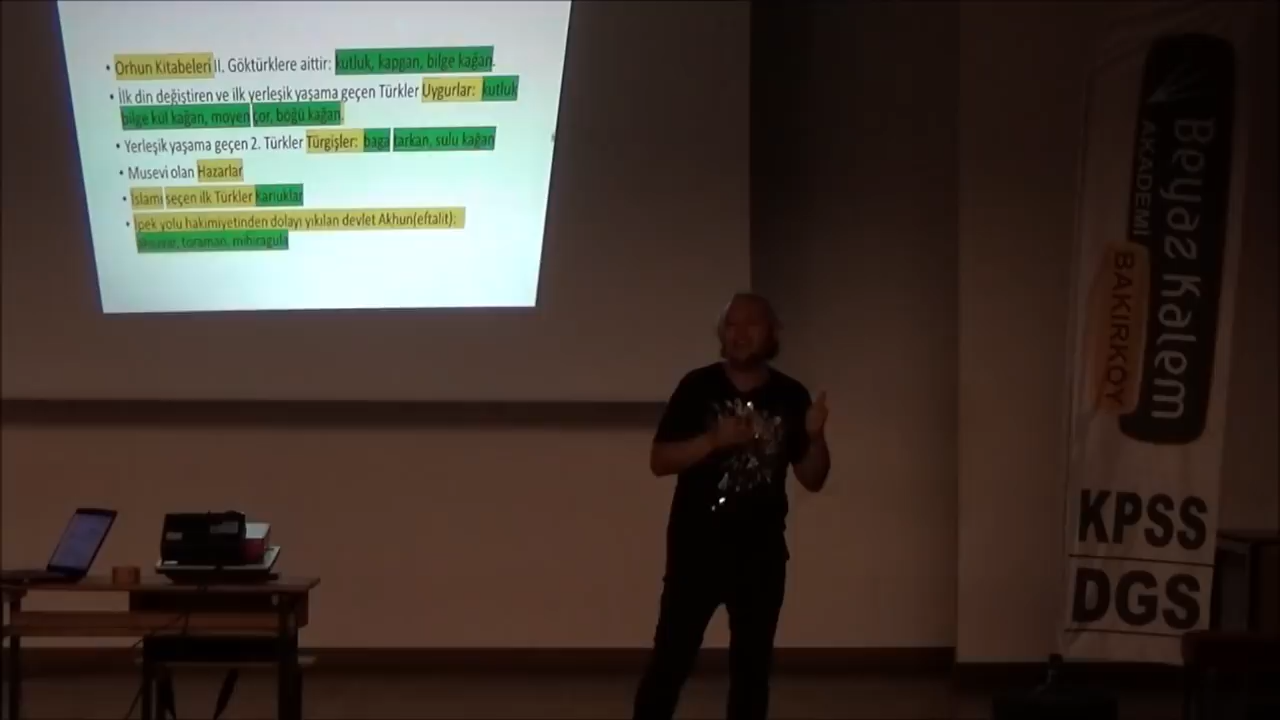 • Orhun Kitabeleri II. Göktürklere aittir: kutluk, kapgan, bilge kağan.
• İlk din değiştiren ve ilk yerleşik yaşama geçen Türkler Uygurlar: kutluk
bilge kül kağan, moyen çor, bögü kağan.
• Yerleşik yaşama geçen 2. Türkler Türgişler: baga tarkan, sulu kağan
• Musevi olan Hazarlar
• İslamı seçen ilk Türkler karluklar
• İpek yolu hakimiyetinden dolayı yıkılan devlet Akhun(eftalit):
toraman, mihiragula
Beyaz Kalem
AKADEMİ
BAKIRKÖY
KPSS
DGS